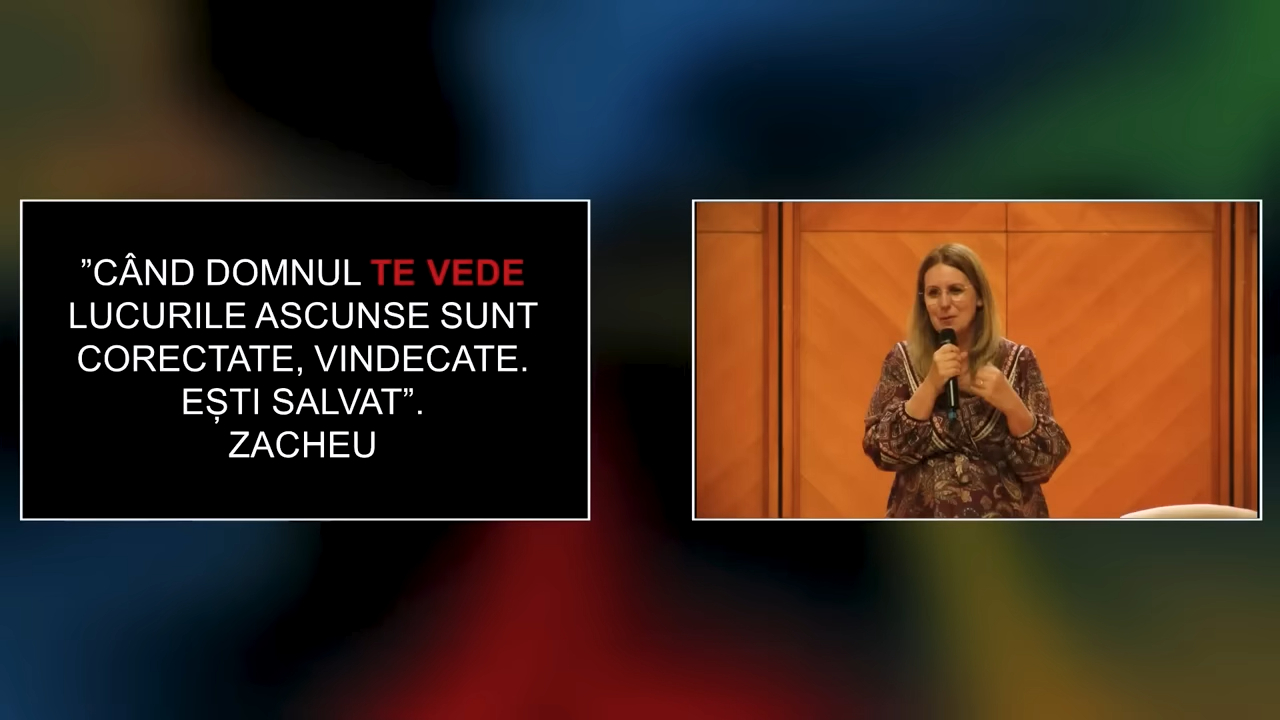 ”CÂND DOMNUL TE VEDE
LUCURILE ASCUNSE SUNT
CORECTATE, VINDECATE.
EȘTI SALVAT”.
ZACHEU